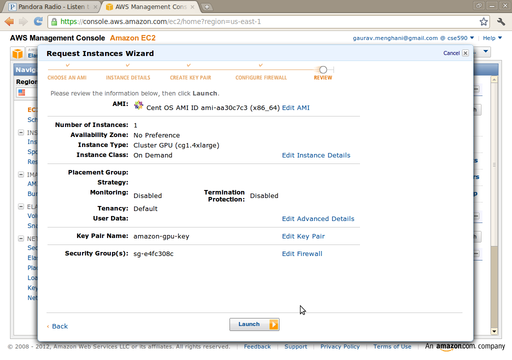 Pandora Radio - Listen t
AWS Management Console
https://console.aws.amazon.com/ec2/home?region=us-east-1
AWS Management Console Amazon EC2
gaurav.menghani@gmail.com @ cse590 Help
Request Instances Wizard
Cancel
CHOOSE AN AMI INSTANCE DETAILS CREATE KEY PAIR CONFIGURE FIREWALL REVIEW
Please review the information below, then click Launch.
AMI: Cent OS AMI ID ami-aa30c7c3 (x86_64) Edit AMI
Number of Instances: 1
Availability Zone: No Preference
Instance Type: Cluster GPU (cg1.4xlarge)
Instance Class: On Demand Edit Instance Details
Placement Group:
Strategy:
Monitoring: Disabled Termination Protection: Disabled
Tenancy: Default
User Data: Edit Advanced Details
Key Pair Name: amazon-gpu-key Edit Key Pair
Security Group(s): sg-e4fc308c Edit Firewall
Back
Launch
© 2008 - 2012, Amazon Web Services LLC or its affiliates. All rights reserved. Feedback Support Privacy Policy Terms of Use An amazon.com. company